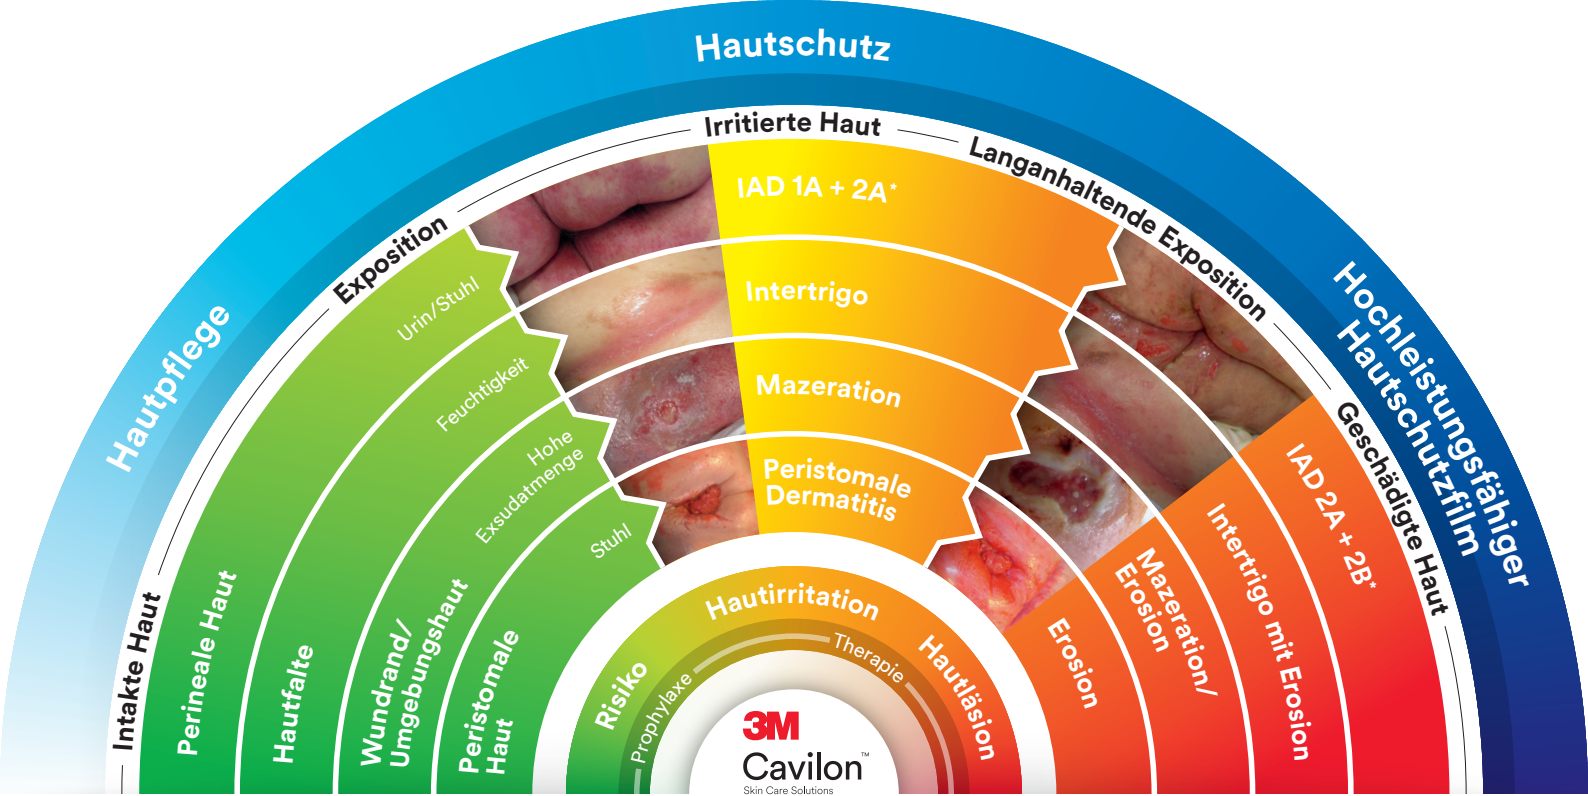 Hautschutz
Hautpflege
Hochleistungsfähiger
Hautschutzfilm
Intakte Haut
Exposition
Irritierte Haut
Langanhaltende Exposition
Geschädigte Haut
Perineale Haut
Urin/Stuhl
IAD 1A + 2A*
IAD 2A + 2B*
Hautfalte
Feuchtigkeit
Intertrigo
Intertrigo mit Erosion
Wundrand/
Umgebungshaut
Hohe
Exsudatmenge
Mazeration
Mazeration/
Erosion
Peristomale
Haut
Stuhl
Peristomale
Dermatitis
Erosion
Risiko
Hautirritation
Hautläsion
Prophylaxe
Therapie
3M
Cavilon™
Skin Care Solutions